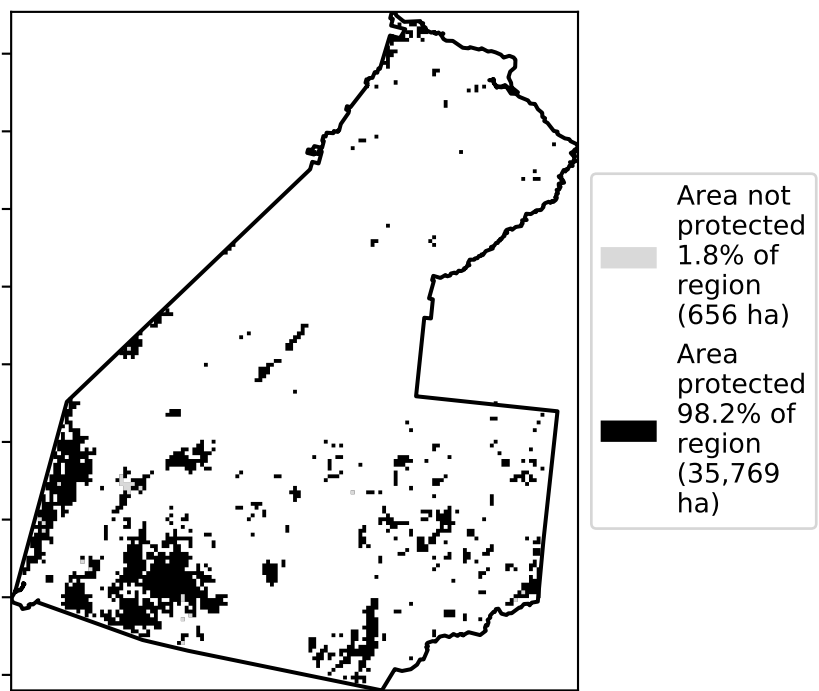 Area not
protected
1.8% of
region
(656 ha)
Area
protected
98.2% of
region
(35,769
ha)